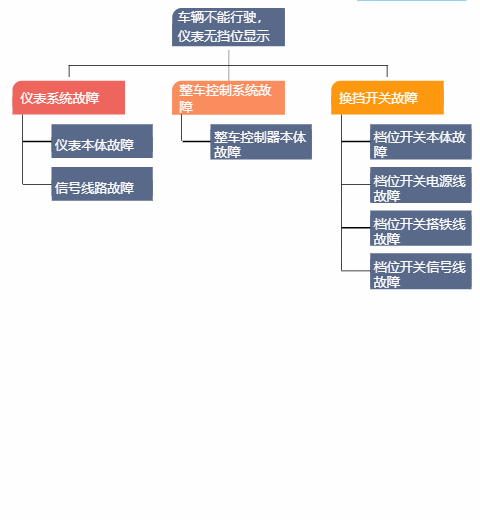 车辆不能行驶，
仪表无挡位显示
仪表系统故障
仪表本体故障
信号线路故障
整车控制系统故
障
整车控制器本体
故障
换挡开关故障
档位开关本体故
障
档位开关电源线
故障
档位开关搭铁线
故障
档位开关信号线
故障